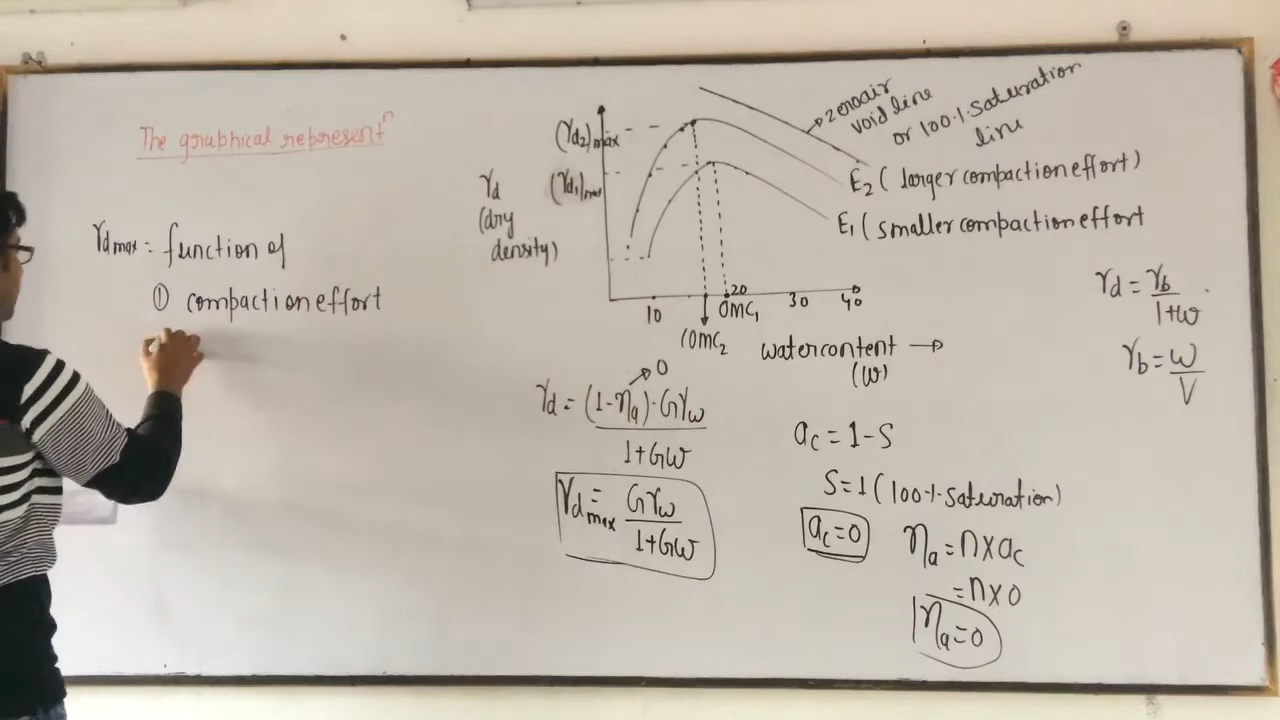 The graphical represent^n
γd max = function of
① compaction effort
γd
(dry
density)
(γd2)max
(γd1)max
→ zero air
void line
or 100·/. saturation
line
E2 ( larger compaction effort )
E1 ( smaller compaction effort
10
20
30
40
OMC1
(OMC2
water content →
(w)
γd = γb / 1+w
γb = w / V
γd = (1-ηa)·Gγw / 1+Gw
0
γd max = Gγw / 1+Gw
ac = 1-S
S=1 ( 100·/. saturation )
ac=0
ηa = n×ac
= n×0
ηa=0